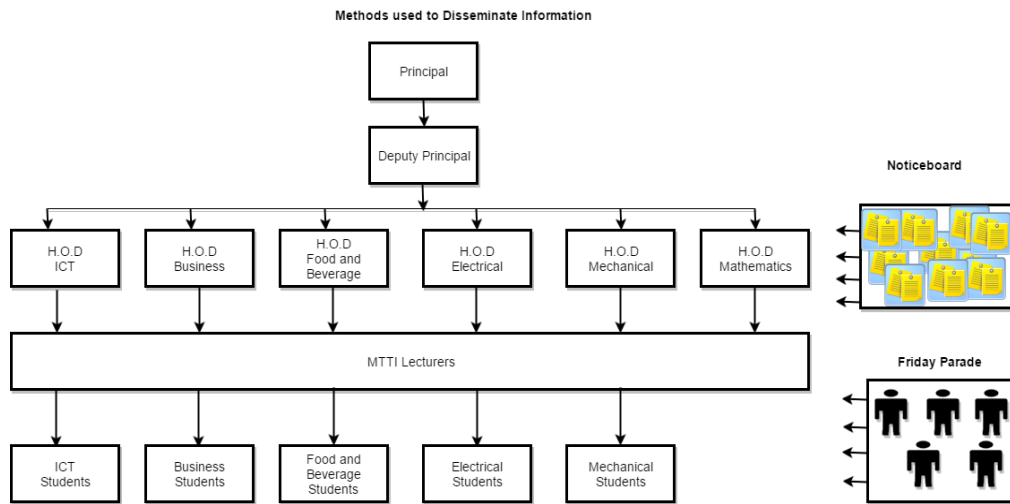 Methods used to Disseminate Information
Principal
Deputy Principal
Noticeboard
H.O.D
ICT
H.O.D
Business
H.O.D
Food and
Beverage
H.O.D
Electrical
H.O.D
Mechanical
H.O.D
Mathematics
MTTI Lecturers
Friday Parade
ICT
Students
Business
Students
Food and
Beverage
Students
Electrical
Students
Mechanical
Students